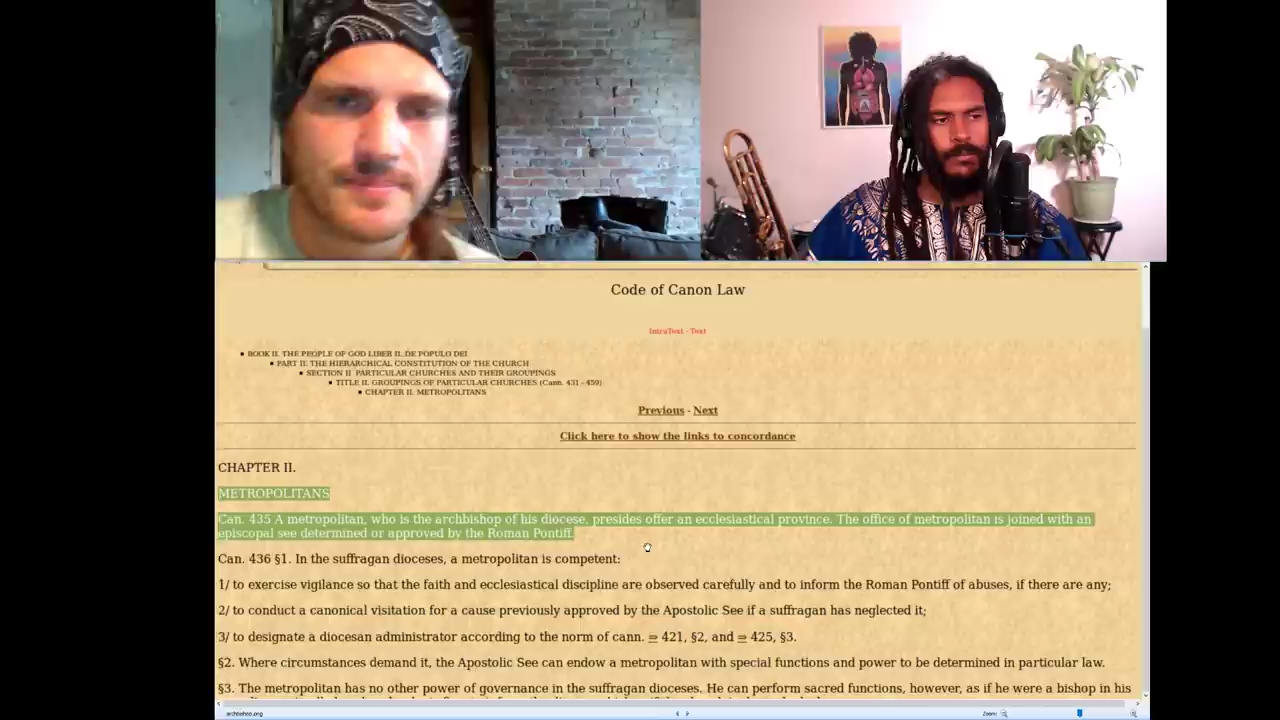 Code of Canon Law
IntraText - Text
BOOK II. THE PEOPLE OF GOD LIBER II. DE POPULO DEI
PART II. THE HIERARCHICAL CONSTITUTION OF THE CHURCH
SECTION II PARTICULAR CHURCHES AND THEIR GROUPINGS
TITLE II. GROUPINGS OF PARTICULAR CHURCHES (Cann. 431 - 459)
CHAPTER II. METROPOLITANS
Previous - Next
Click here to show the links to concordance
CHAPTER II.
METROPOLITANS
Can. 435 A metropolitan, who is the archbishop of his diocese, presides offer an ecclesiastical province. The office of metropolitan is joined with an
episcopal see determined or approved by the Roman Pontiff.
Can. 436 §1. In the suffragan dioceses, a metropolitan is competent:
1/ to exercise vigilance so that the faith and ecclesiastical discipline are observed carefully and to inform the Roman Pontiff of abuses, if there are any;
2/ to conduct a canonical visitation for a cause previously approved by the Apostolic See if a suffragan has neglected it;
3/ to designate a diocesan administrator according to the norm of cann. ⇒ 421, §2, and ⇒ 425, §3.
§2. Where circumstances demand it, the Apostolic See can endow a metropolitan with special functions and power to be determined in particular law.
§3. The metropolitan has no other power of governance in the suffragan dioceses. He can perform sacred functions, however, as if he were a bishop in his
archbishop.org
Zoom: